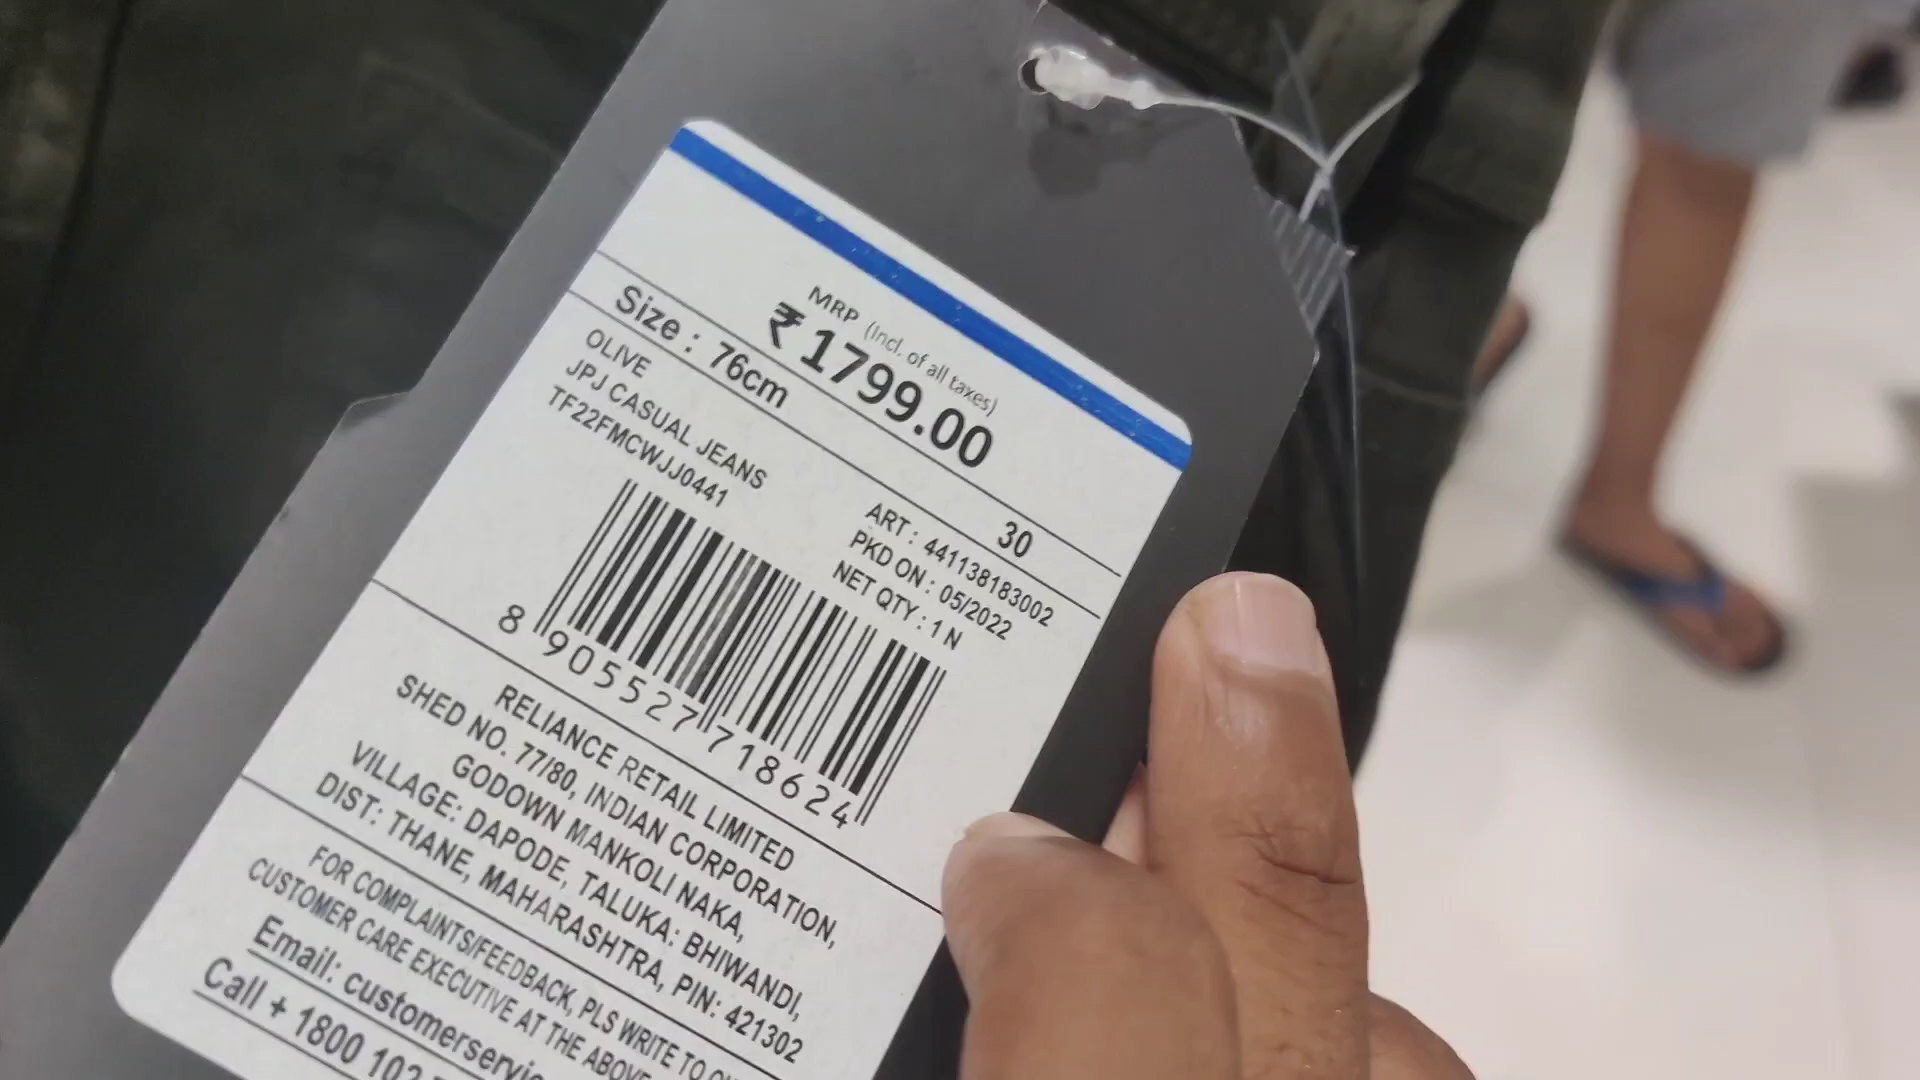 MRP (Incl. of all taxes)
₹ 1799.00
Size : 76cm 30
OLIVE
JPJ CASUAL JEANS
TF22FMCWJJ0441
ART : 441138183002
PKD ON : 05/2022
NET QTY : 1 N
8 905527 718624
RELIANCE RETAIL LIMITED
SHED NO. 77/80, INDIAN CORPORATION,
GODOWN MANKOLI NAKA,
VILLAGE: DAPODE, TALUKA: BHIWANDI,
DIST: THANE, MAHARASHTRA, PIN: 421302
FOR COMPLAINTS/FEEDBACK, PLS WRITE TO
CUSTOMER CARE EXECUTIVE AT THE ABOVE
Email:
Call + 1800 102